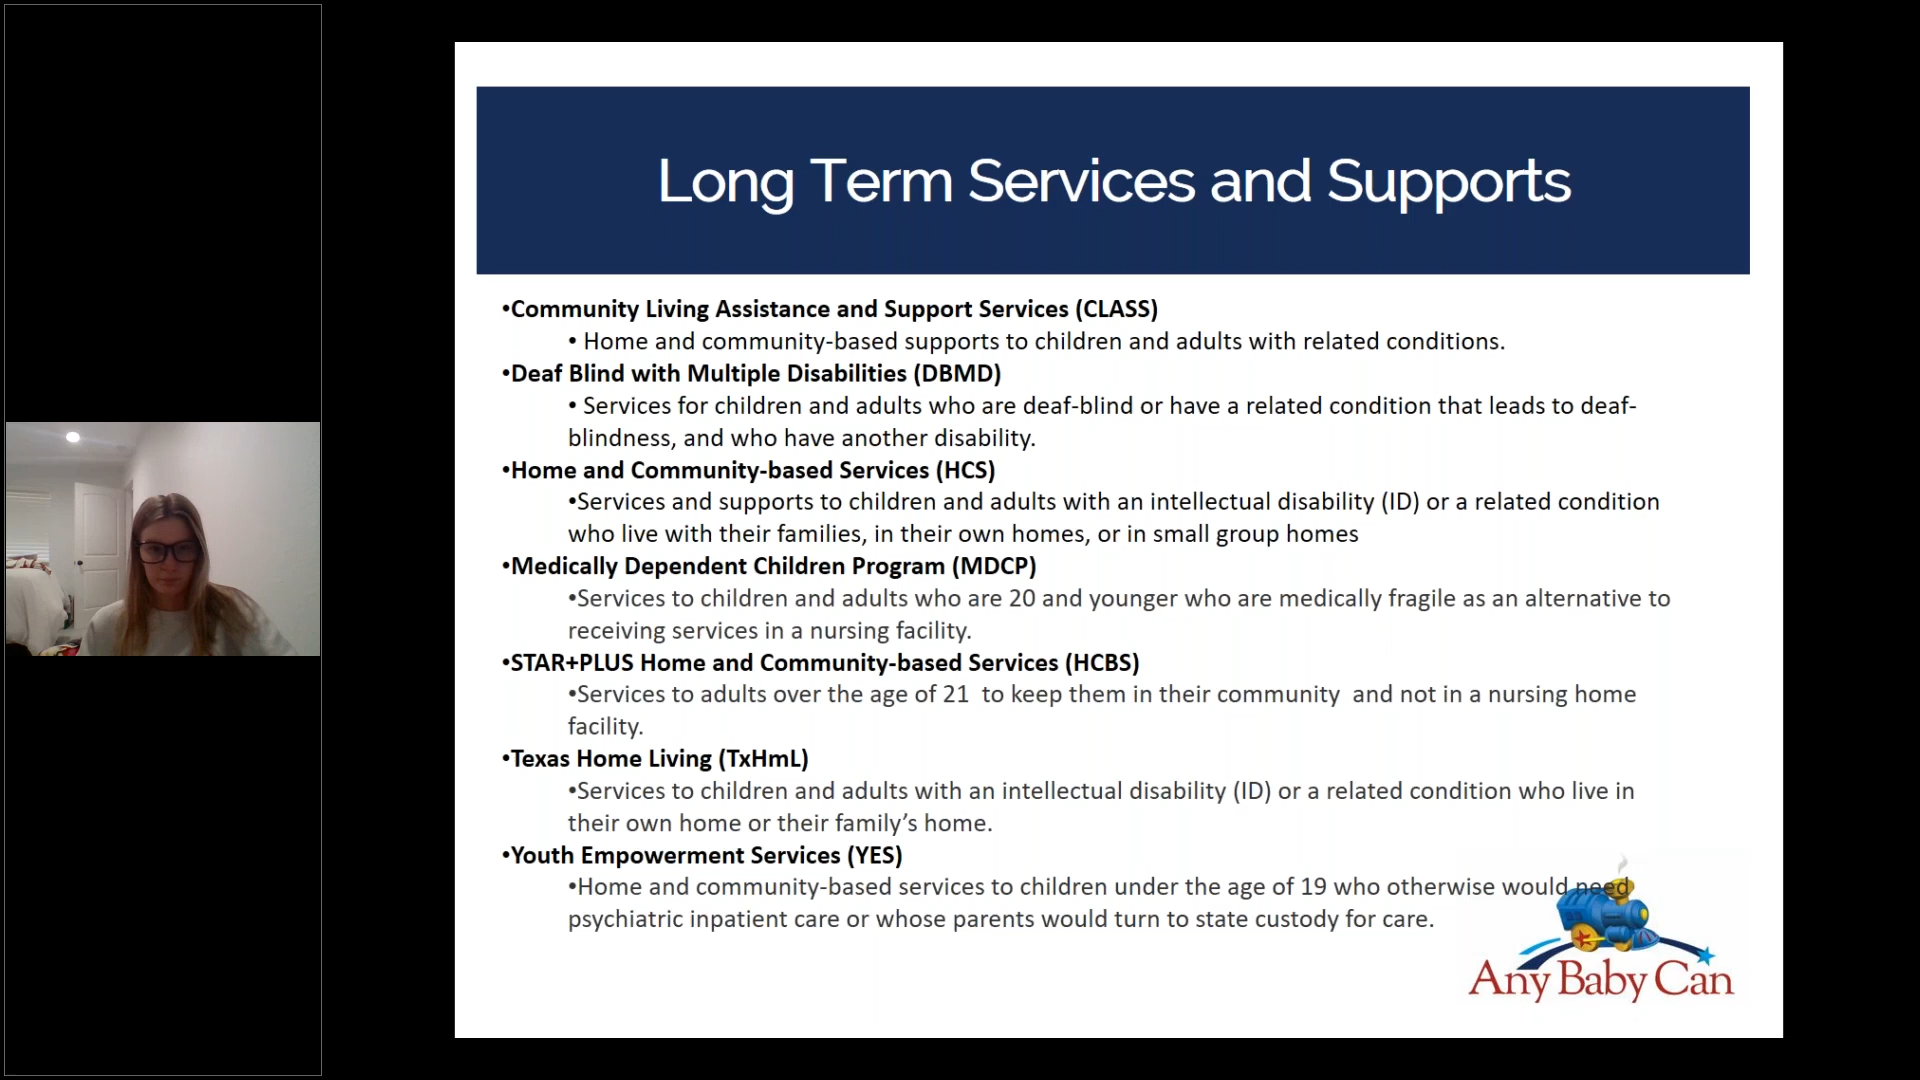 Long Term Services and Supports
•Community Living Assistance and Support Services (CLASS)
• Home and community-based supports to children and adults with related conditions.
•Deaf Blind with Multiple Disabilities (DBMD)
• Services for children and adults who are deaf-blind or have a related condition that leads to deaf-
blindness, and who have another disability.
•Home and Community-based Services (HCS)
•Services and supports to children and adults with an intellectual disability (ID) or a related condition
who live with their families, in their own homes, or in small group homes
•Medically Dependent Children Program (MDCP)
•Services to children and adults who are 20 and younger who are medically fragile as an alternative to
receiving services in a nursing facility.
•STAR+PLUS Home and Community-based Services (HCBS)
•Services to adults over the age of 21  to keep them in their community  and not in a nursing home
facility.
•Texas Home Living (TxHmL)
•Services to children and adults with an intellectual disability (ID) or a related condition who live in
their own home or their family’s home.
•Youth Empowerment Services (YES)
•Home and community-based services to children under the age of 19 who otherwise would need
psychiatric inpatient care or whose parents would turn to state custody for care.
Any Baby Can